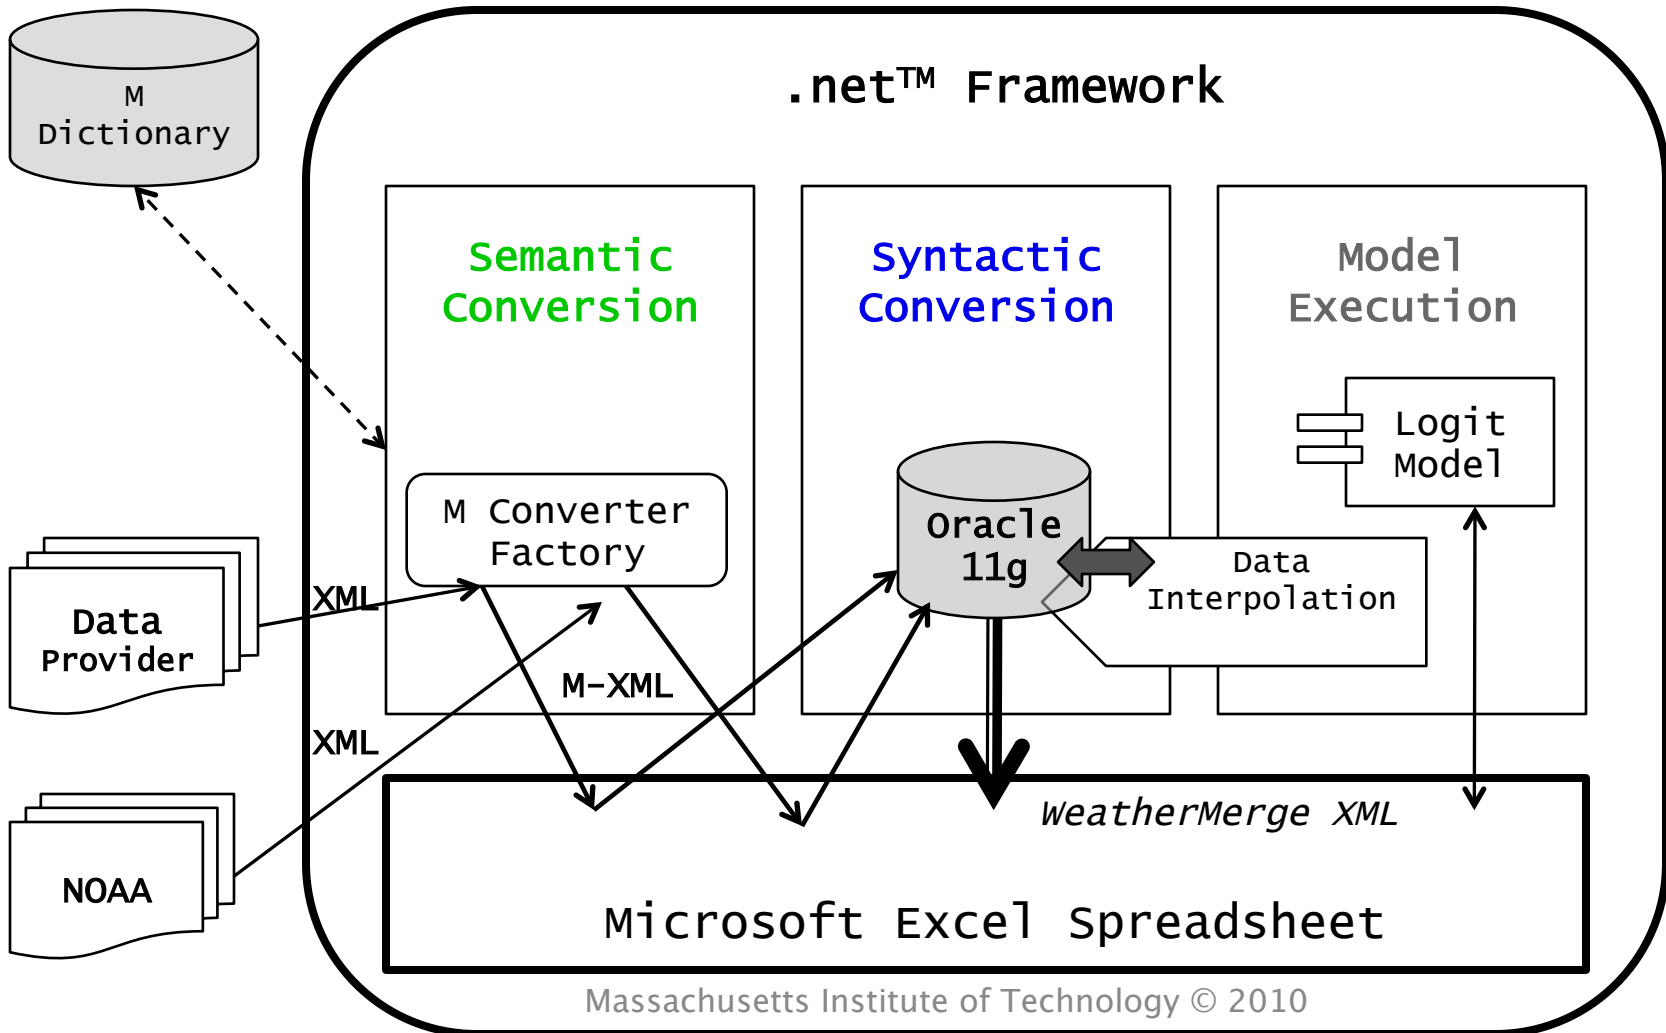 .net™ Framework
M
Dictionary
Semantic
Conversion
Syntactic
Conversion
Model
Execution
Logit
Model
M Converter
Factory
Oracle
11g
Data
Interpolation
XML
Data
Provider
M-XML
XML
NOAA
WeatherMerge XML
Microsoft Excel Spreadsheet
Massachusetts Institute of Technology © 2010